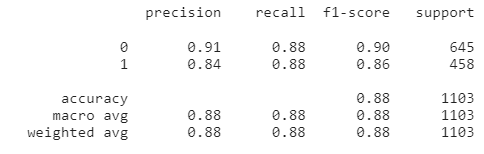 precision recall f1-score support
0 0.91 0.88 0.90 645
1 0.84 0.88 0.86 458
accuracy 0.88 1103
macro avg 0.88 0.88 0.88 1103
weighted avg 0.88 0.88 0.88 1103